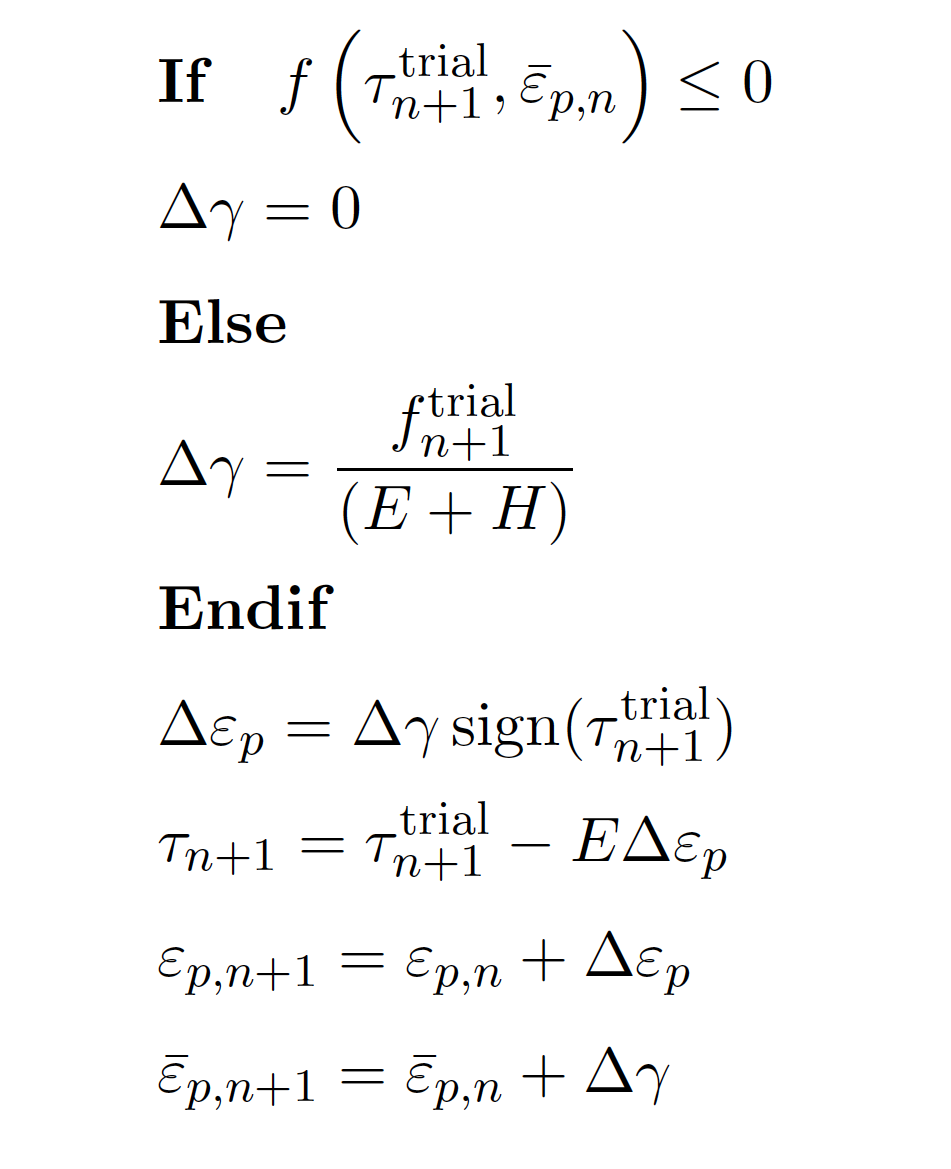 If f(τ_{n+1}^{trial}, ε̄_{p,n}) ≤ 0
Δγ = 0
Else
Δγ = \frac{f_{n+1}^{trial}}{(E + H)}
Endif
Δε_p = Δγ sign(τ_{n+1}^{trial})
τ_{n+1} = τ_{n+1}^{trial} − EΔε_p
ε_{p,n+1} = ε_{p,n} + Δε_p
ε̄_{p,n+1} = ε̄_{p,n} + Δγ